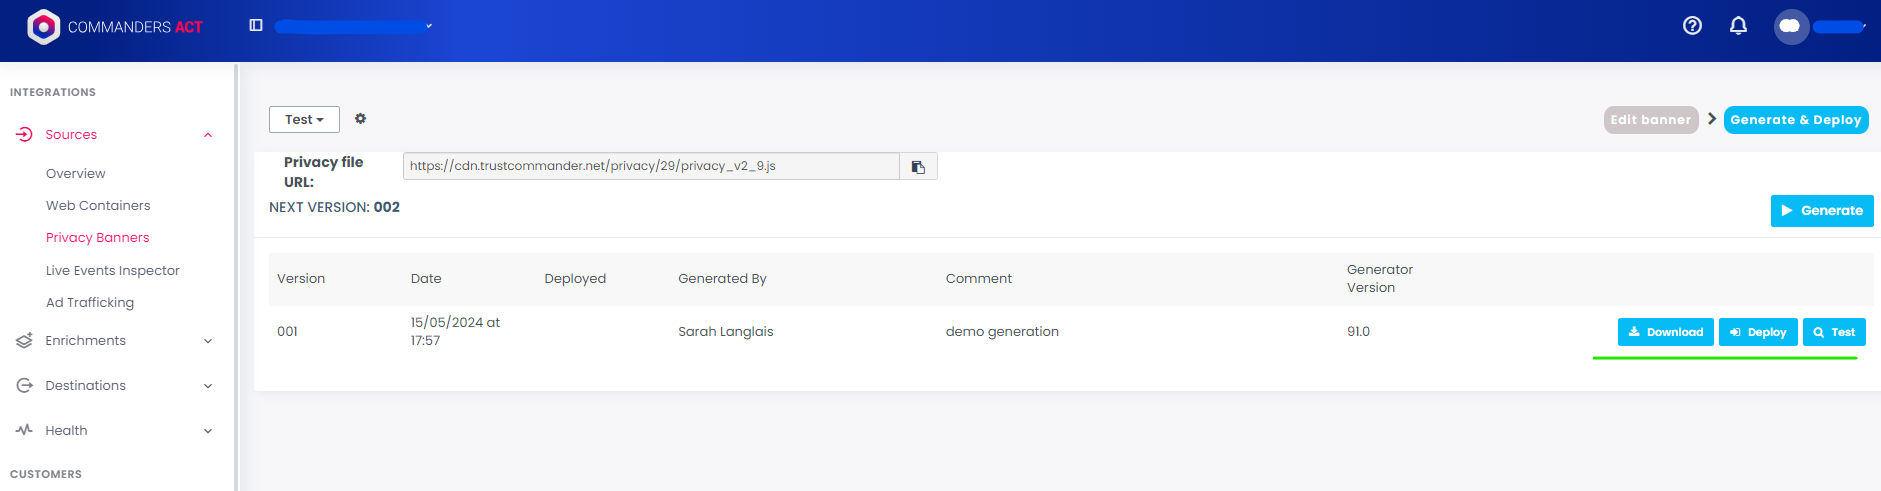 COMMANDERS ACT
INTEGRATIONS
Sources
Overview
Web Containers
Privacy Banners
Live Events Inspector
Ad Trafficking
Enrichments
Destinations
Health
CUSTOMERS
Test
Edit banner
Generate & Deploy
Privacy file
URL:
https://cdn.trustcommander.net/privacy/29/privacy_v2_9.js
NEXT VERSION: 002
Generate
Version Date Deployed Generated By Comment Generator
Version
001 15/05/2024 at
17:57 Sarah Langlais demo generation 91.0 Download Deploy Test